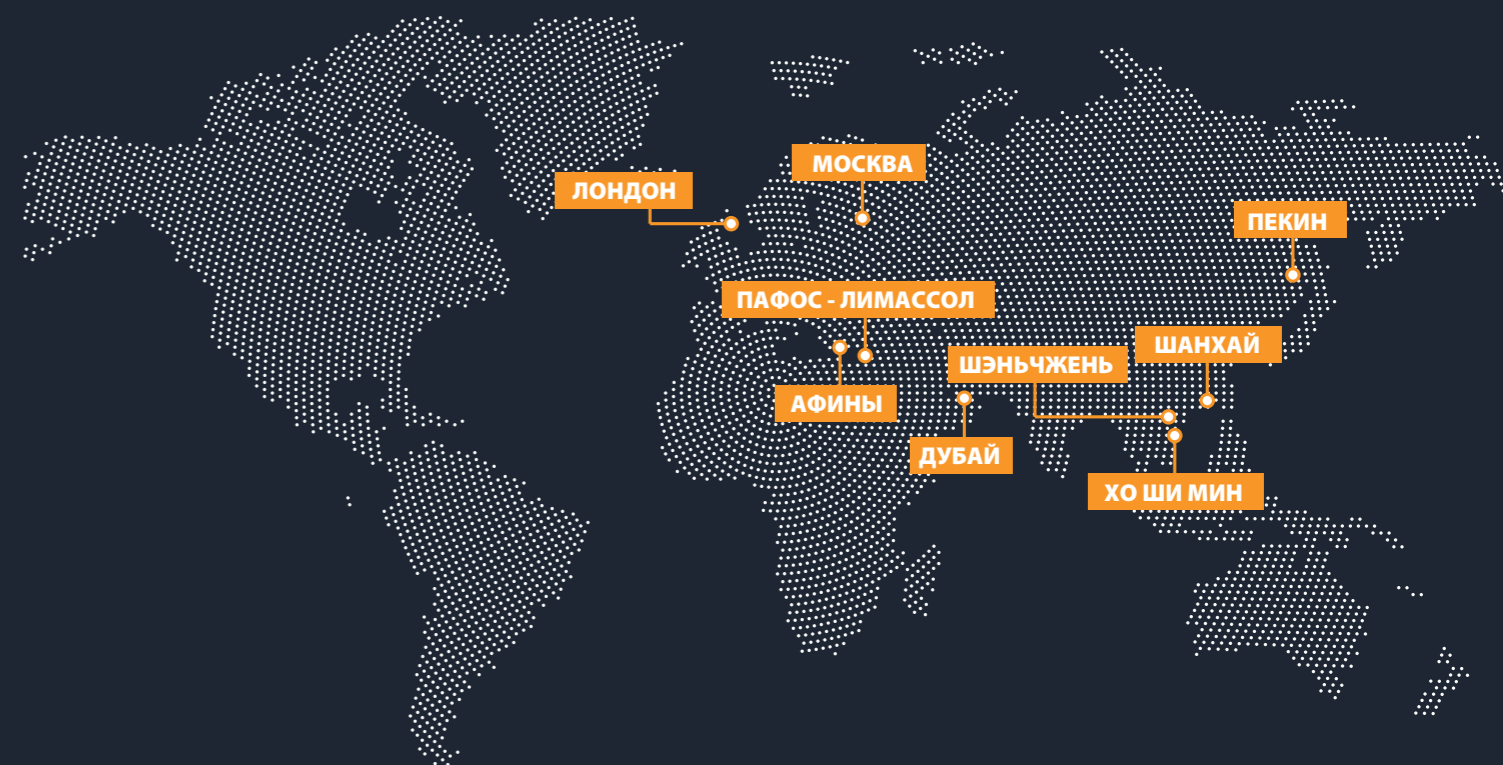 МОСКВА
ЛОНДОН
ПЕКИН
ПАФОС - ЛИМАССОЛ
ШАНХАЙ
ШЭНЬЧЖЕНЬ
АФИНЫ
ДУБАЙ
ХО ШИ МИН